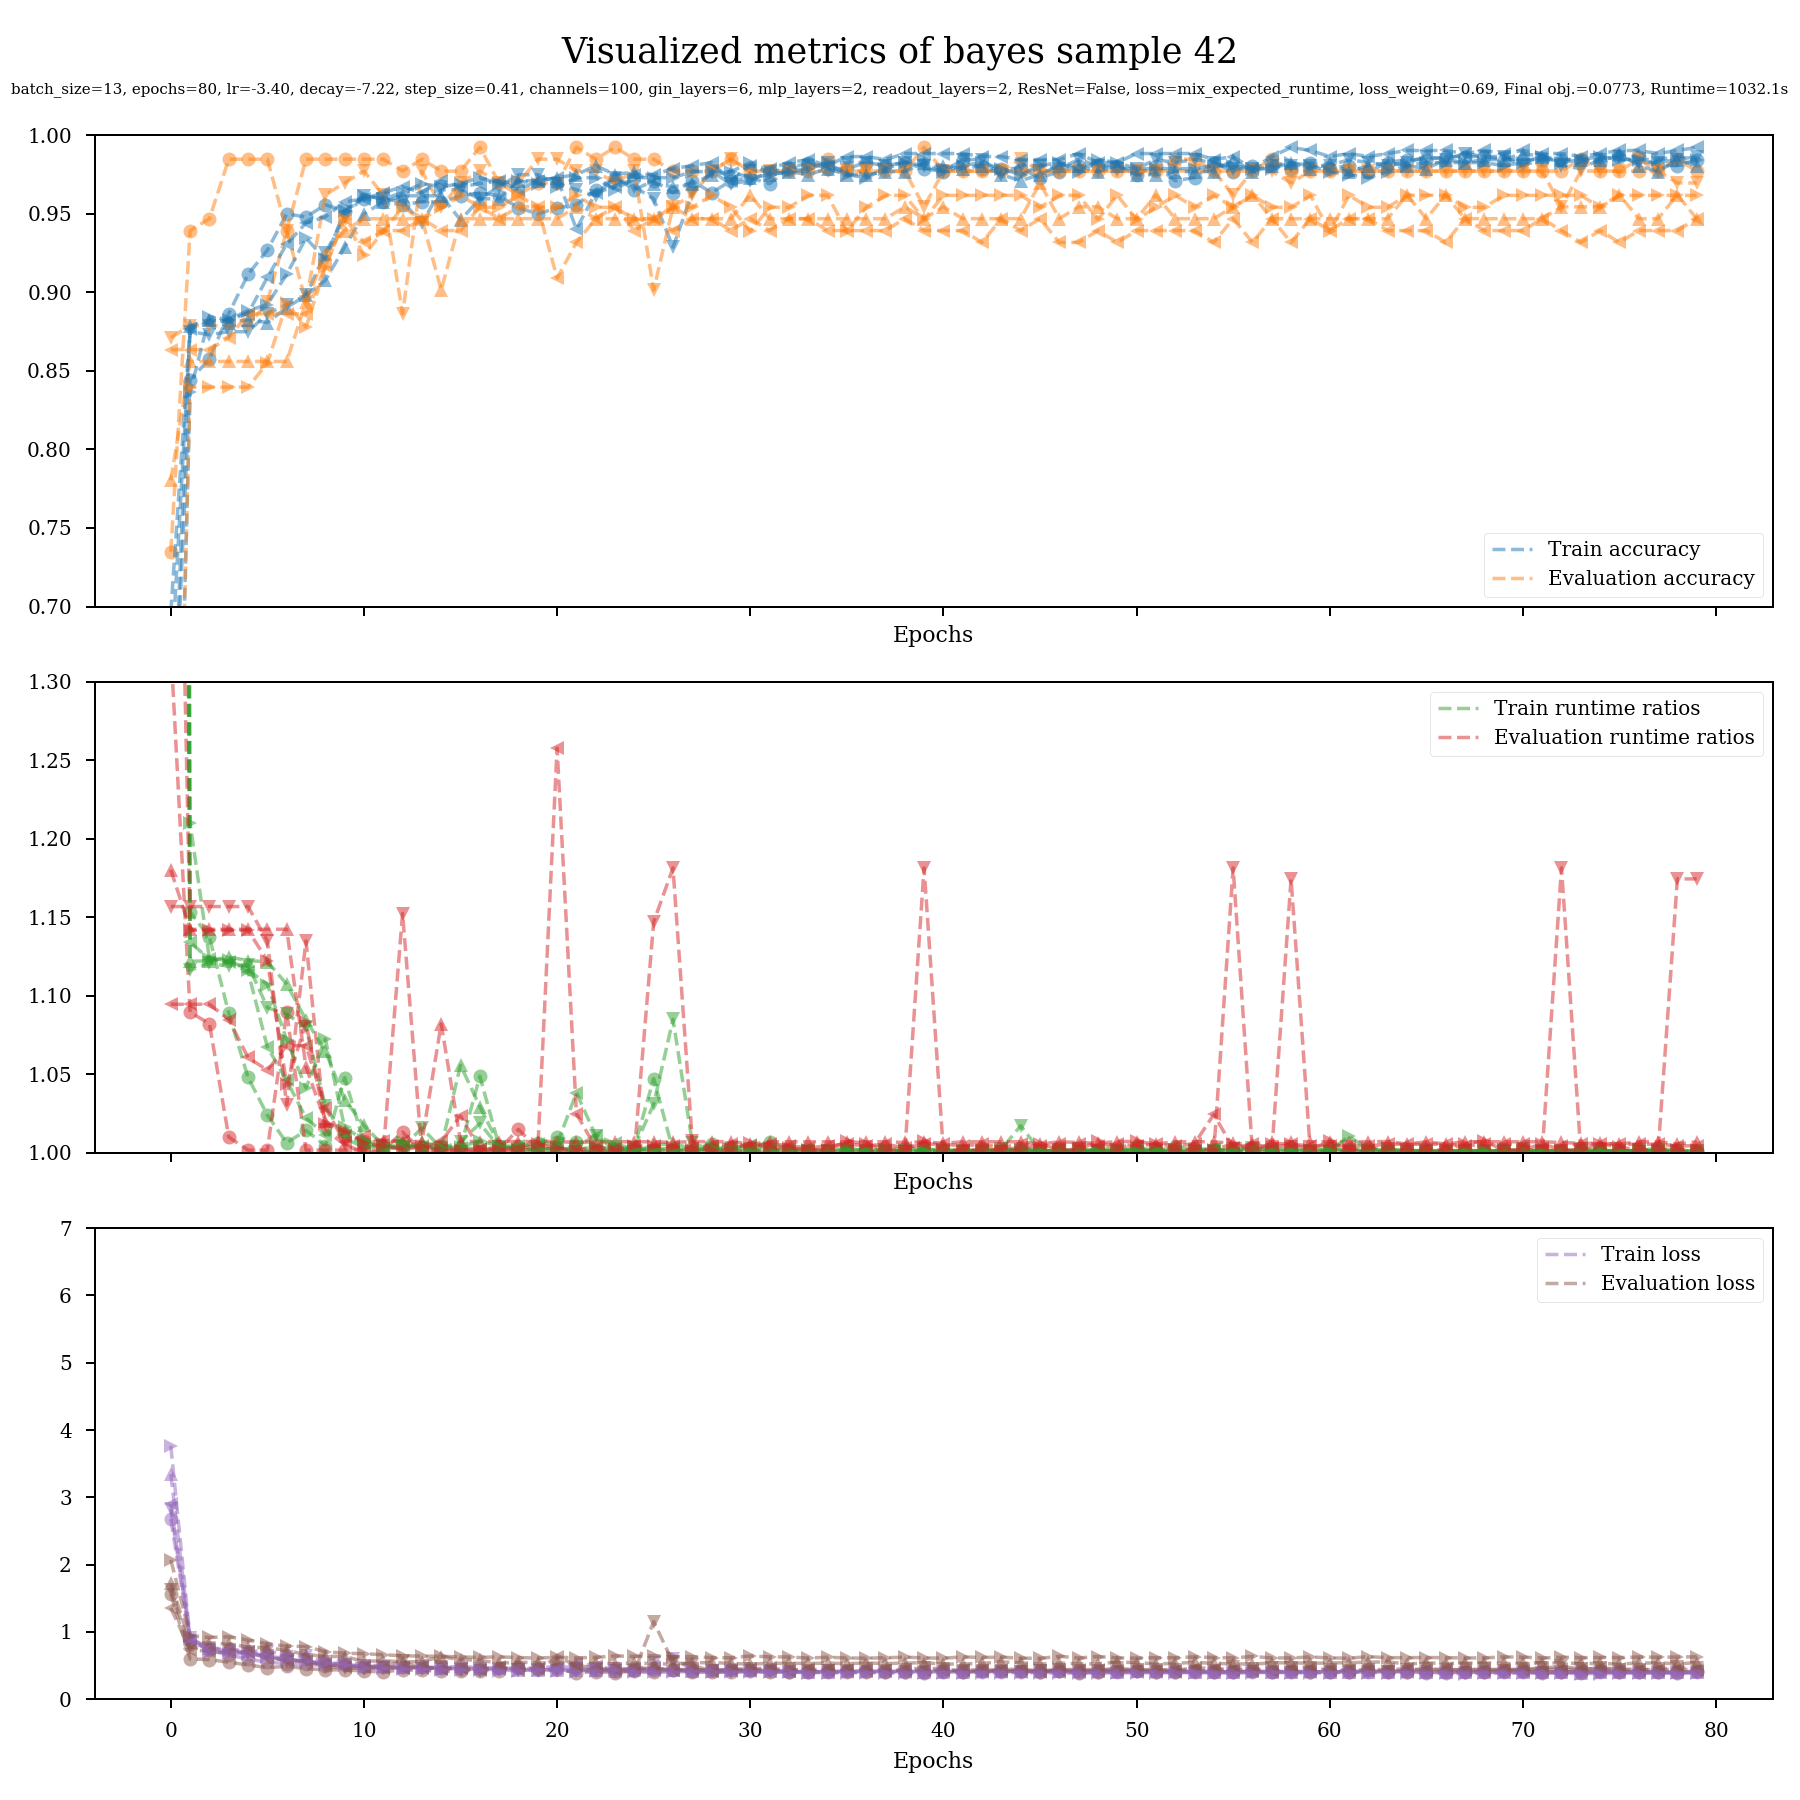 Visualized metrics of bayes sample 42
batch_size=13, epochs=80, lr=-3.40, decay=-7.22, step_size=0.41, channels=100, gin_layers=6, mlp_layers=2, readout_layers=2, ResNet=False, loss=mix_expected_runtime, loss_weight=0.69, Final obj.=0.0773, Runtime=1032.1s
1.00
0.95
0.90
0.85
0.80
0.75
0.70
Train accuracy
Evaluation accuracy
Epochs
1.30
1.25
1.20
1.15
1.10
1.05
1.00
Train runtime ratios
Evaluation runtime ratios
Epochs
7
6
5
4
3
2
1
0
Train loss
Evaluation loss
0 10 20 30 40 50 60 70 80
Epochs